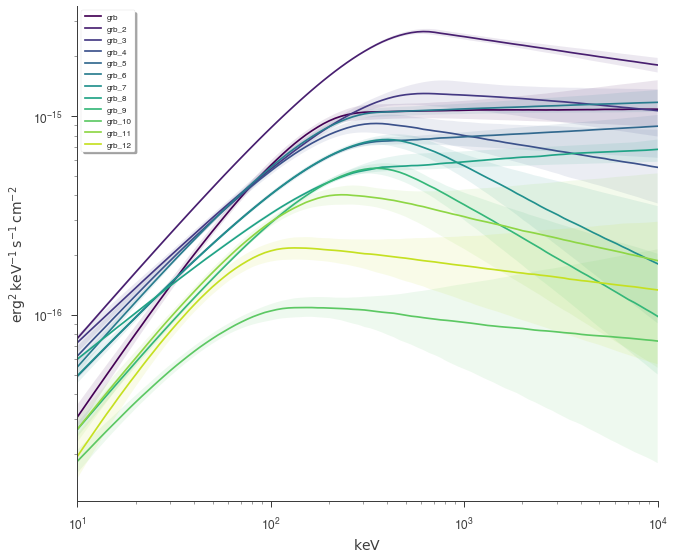 grb
grb_2
grb_3
grb_4
grb_5
grb_6
grb_7
grb_8
grb_9
grb_10
grb_11
grb_12
10⁻¹⁵
10⁻¹⁶
erg² keV⁻¹ s⁻¹ cm⁻²
10¹ 10² 10³ 10⁴
keV